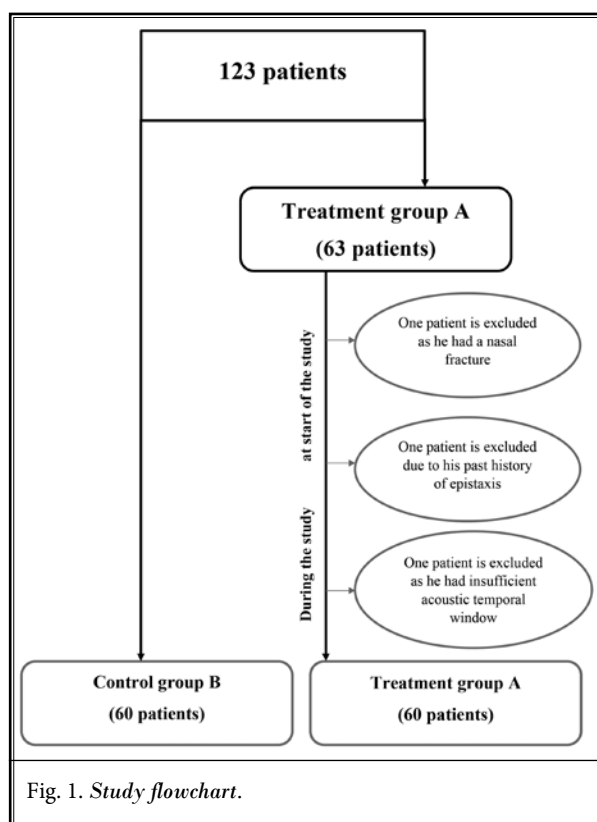 123 patients
Treatment group A
(63 patients)
at start of the study
One patient is excluded
as he had a nasal
fracture
One patient is excluded
due to his past history
of epistaxis
During the study
One patient is excluded
as he had insufficient
acoustic temporal
window
Control group B
(60 patients)
Treatment group A
(60 patients)
Fig. 1. Study flowchart.